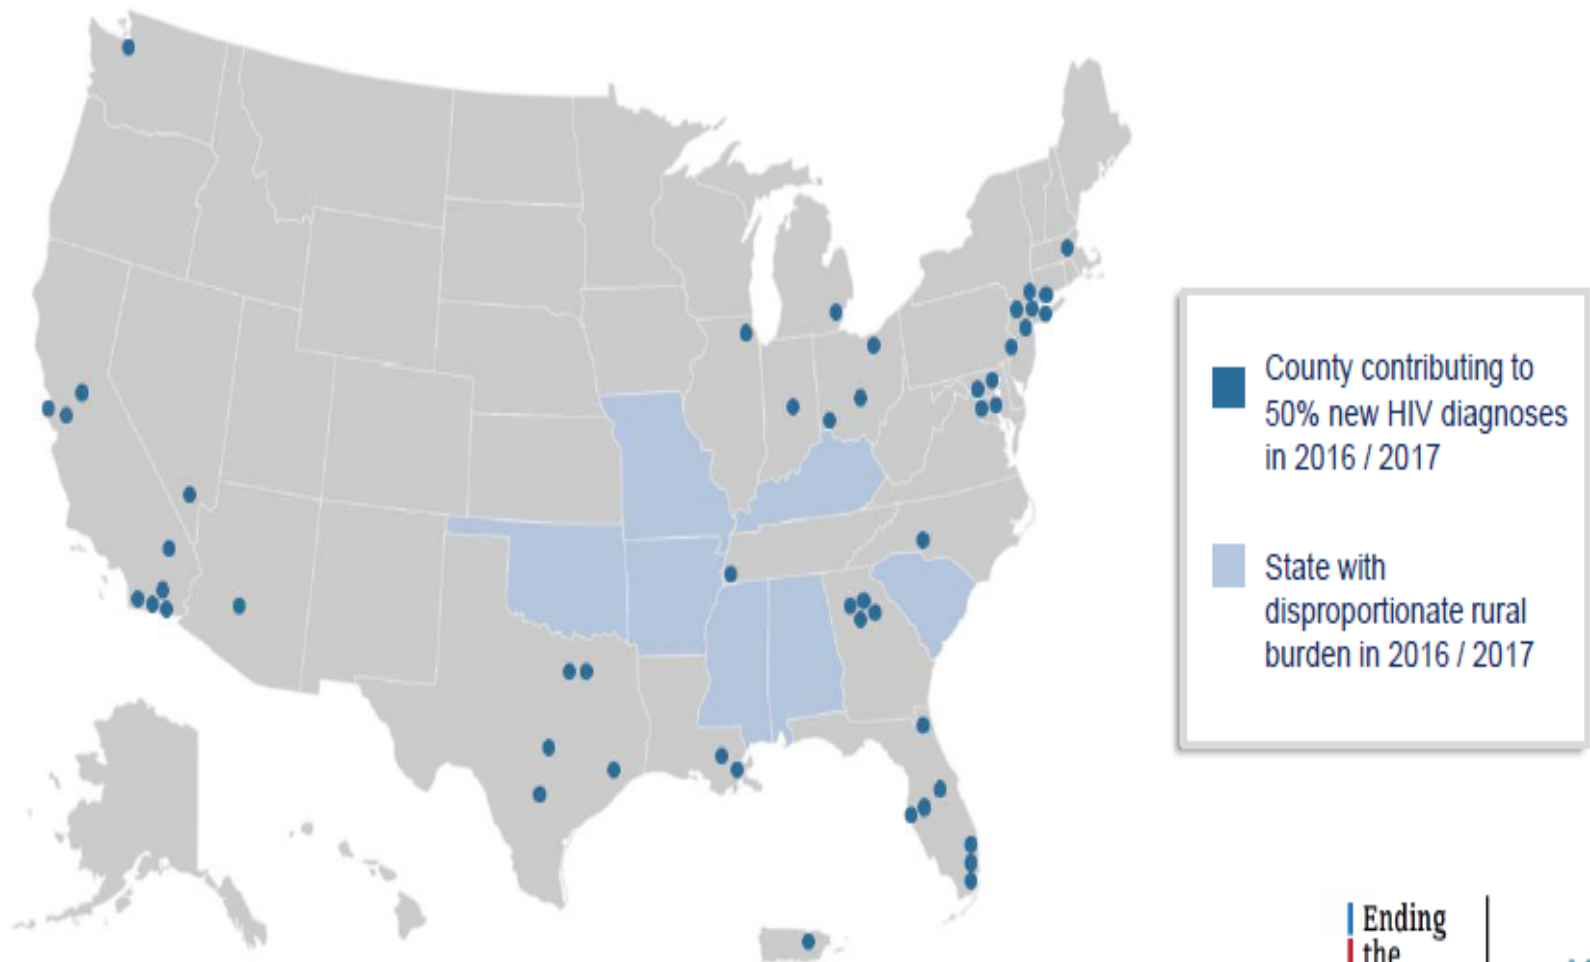 County contributing to
50% new HIV diagnoses
in 2016 / 2017
State with
disproportionate rural
burden in 2016 / 2017
Ending
the